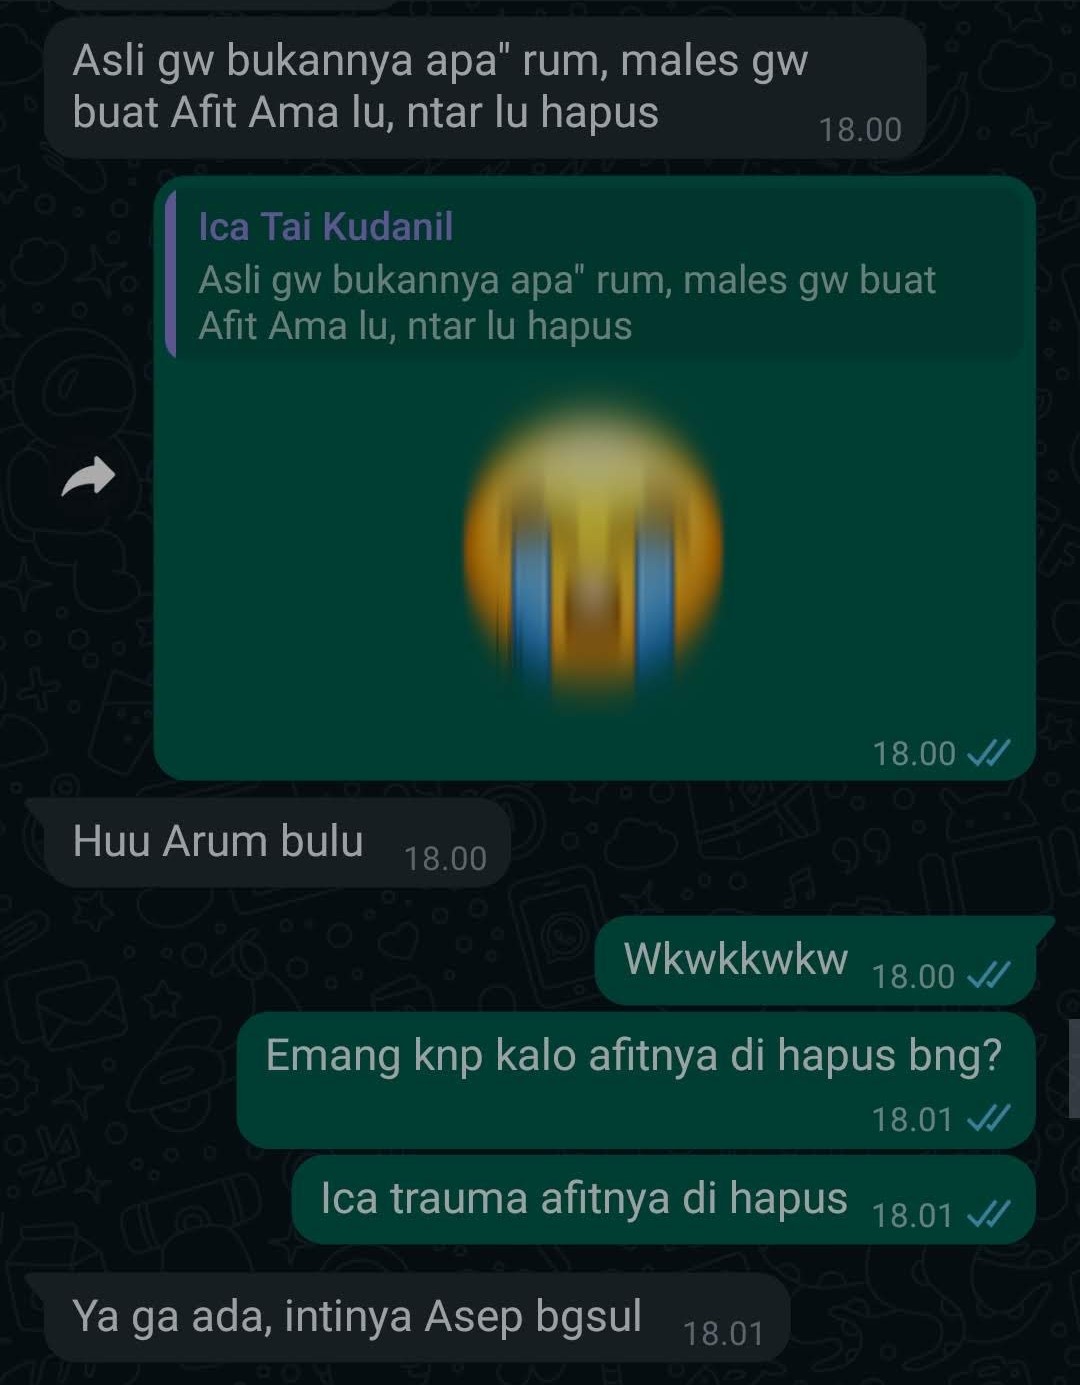 Asli gw bukannya apa" rum, males gw
buat Afit Ama lu, ntar lu hapus
18.00
Ica Tai Kudanil
Asli gw bukannya apa" rum, males gw buat
Afit Ama lu, ntar lu hapus
18.00
Huu Arum bulu 18.00
Wkwkkwkw 18.00
Emang knp kalo afitnya di hapus bng?
18.01
Ica trauma afitnya di hapus 18.01
Ya ga ada, intinya Asep bgsul 18.01